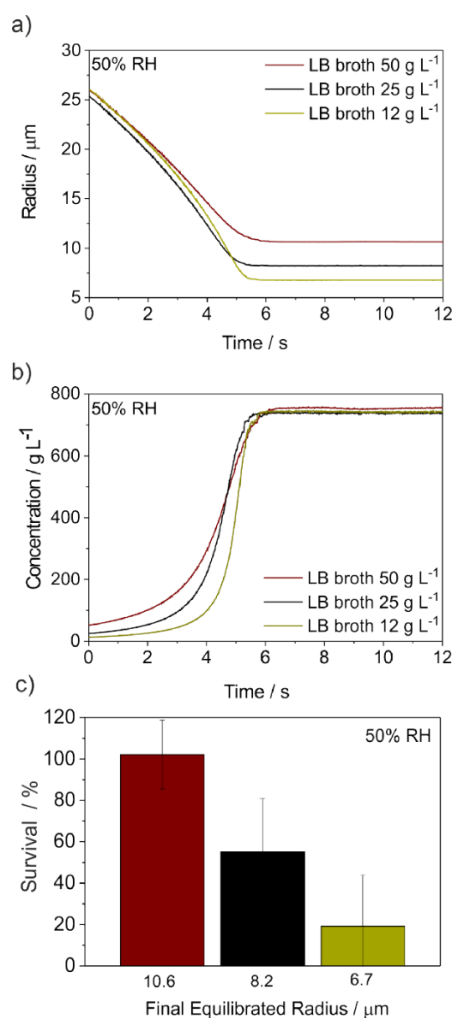 a)
50% RH
LB broth 50 g L⁻¹
LB broth 25 g L⁻¹
LB broth 12 g L⁻¹
Radius / µm
30
25
20
15
10
5
0 2 4 6 8 10 12
Time / s
b)
50% RH
Concentration / g L⁻¹
800
600
400
200
0
LB broth 50 g L⁻¹
LB broth 25 g L⁻¹
LB broth 12 g L⁻¹
0 2 4 6 8 10 12
Time / s
c)
50% RH
Survival / %
120
100
80
60
40
20
0
10.6 8.2 6.7
Final Equilibrated Radius / µm